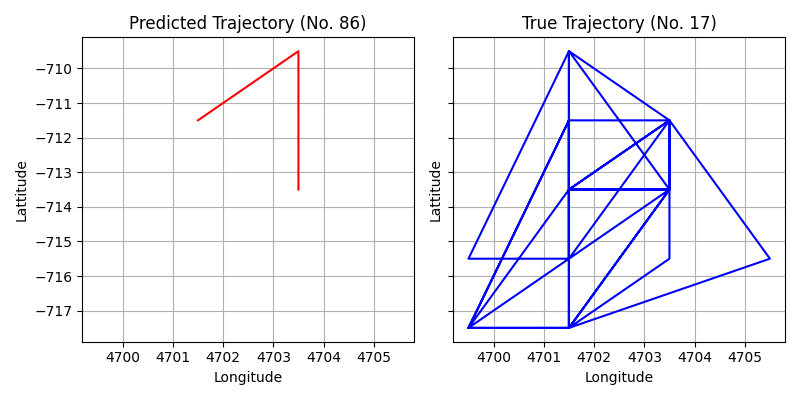 Predicted Trajectory (No. 86)
True Trajectory (No. 17)
−710
−711
−712
−713
−714
−715
−716
−717
Lattitude
Lattitude
4700 4701 4702 4703 4704 4705
4700 4701 4702 4703 4704 4705
Longitude
Longitude